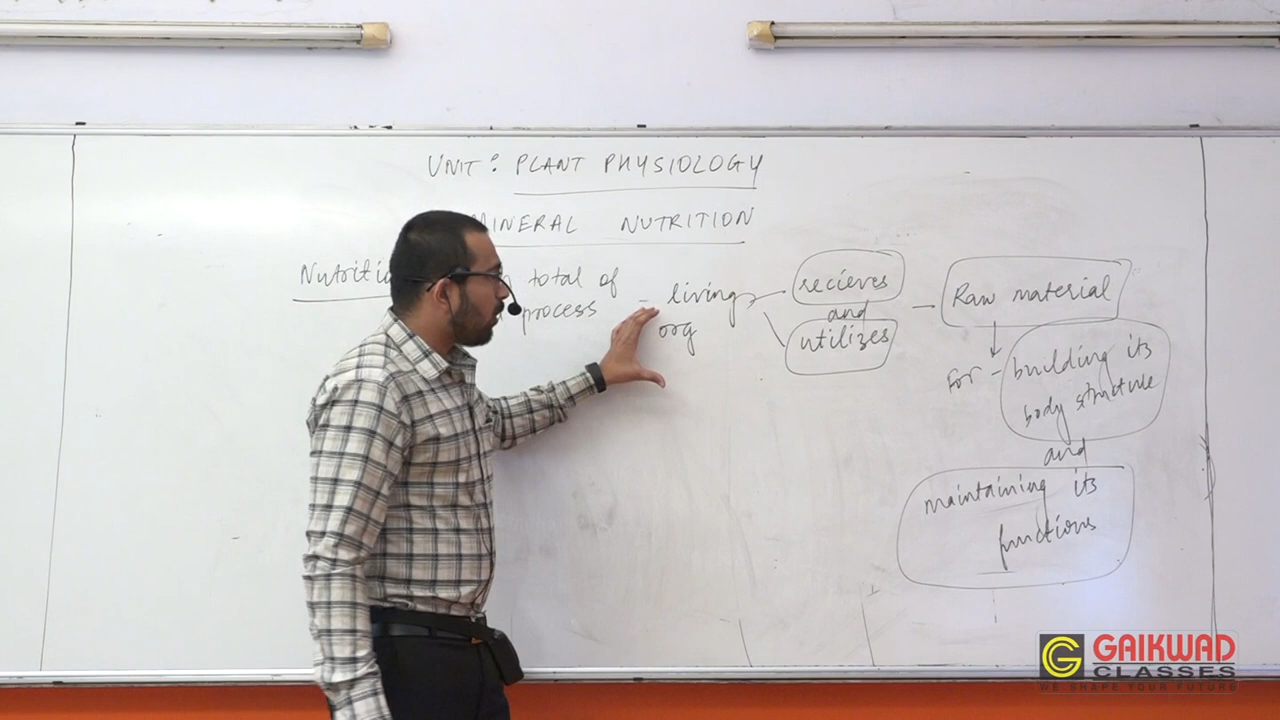 UNIT: PLANT PHYSIOLOGY
MINERAL NUTRITION
total of
process
- living
org
recieves
and
utilizes
Raw material
For - building its
body structure
and
maintaining its
functions
GAIKWAD
CLASSES
WE SHAPE YOUR FUTURE